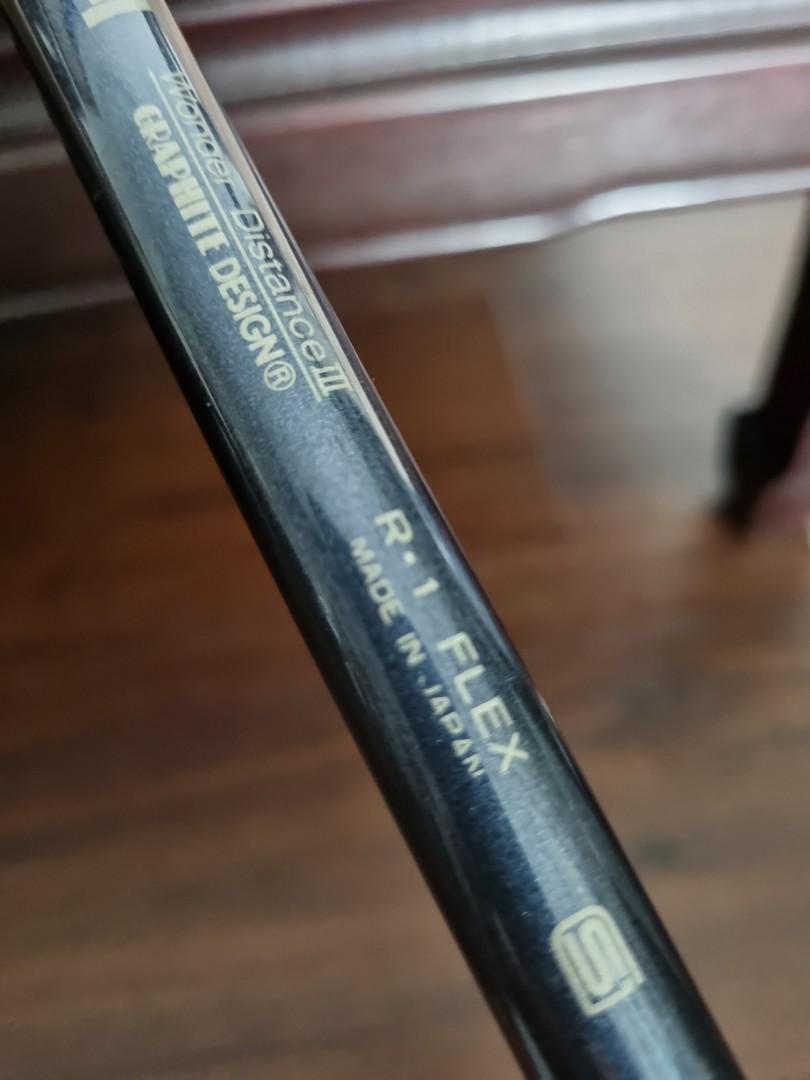 Wonder Distance III
GRAPHITE DESIGN®
R·1 FLEX
MADE IN JAPAN
S